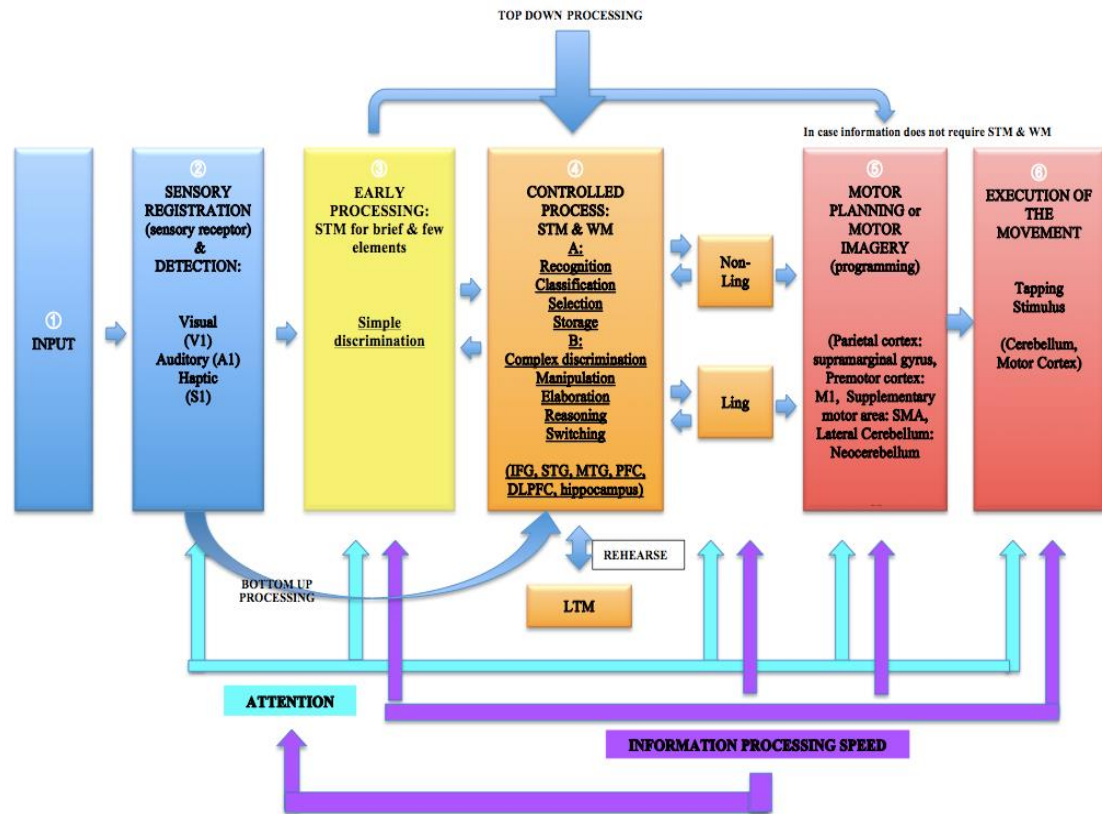 TOP DOWN PROCESSING
In case information does not require STM & WM
①
INPUT
②
SENSORY
REGISTRATION
(sensory receptor)
&
DETECTION:
Visual
(V1)
Auditory (A1)
Haptic
(S1)
③
EARLY
PROCESSING:
STM for brief & few
elements
Simple
discrimination
④
CONTROLLED
PROCESS:
STM & WM
A:
Recognition
Classification
Selection
Storage
B:
Complex discrimination
Manipulation
Elaboration
Reasoning
Switching
(IFG, STG, MTG, PFC,
DLPFC, hippocampus)
Non-
Ling
Ling
⑤
MOTOR
PLANNING or
MOTOR
IMAGERY
(programming)
(Parietal cortex:
supramarginal gyrus,
Premotor cortex:
M1, Supplementary
motor area: SMA,
Lateral Cerebellum:
Neocerebellum
⑥
EXECUTION OF
THE
MOVEMENT
Tapping
Stimulus
(Cerebellum,
Motor Cortex)
BOTTOM UP
PROCESSING
REHEARSE
LTM
ATTENTION
INFORMATION PROCESSING SPEED